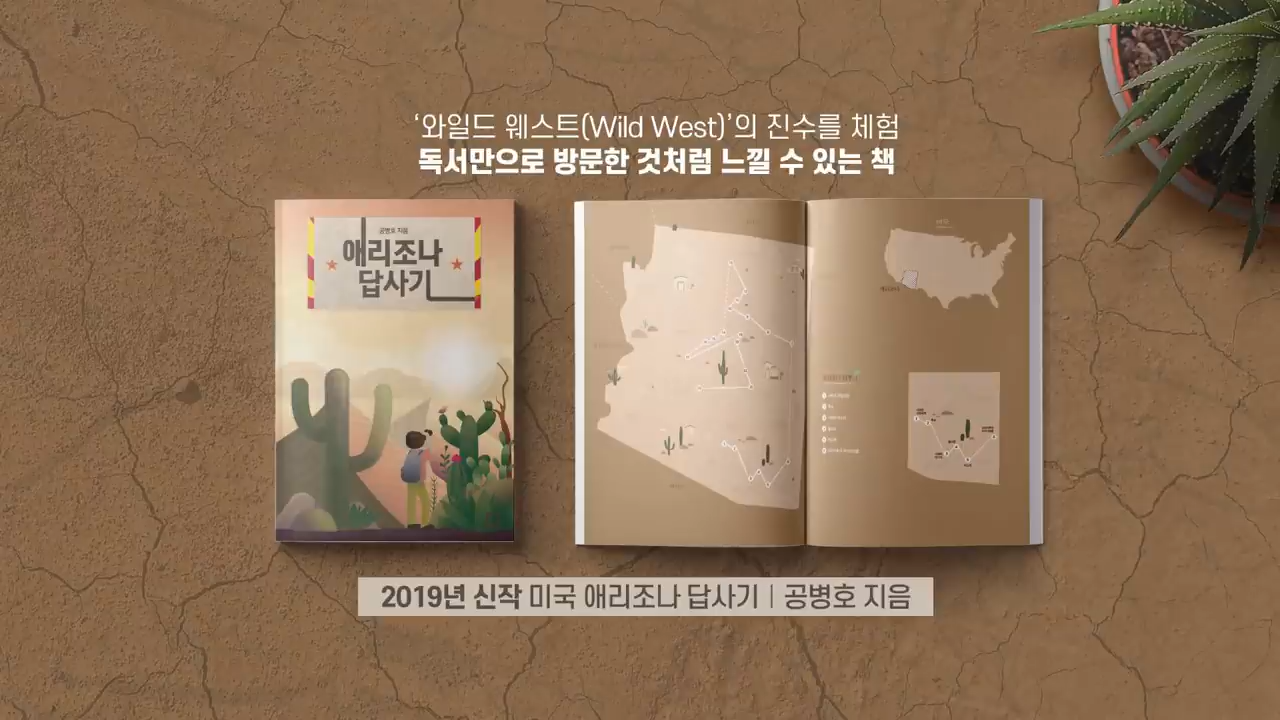 ‘와일드 웨스트(Wild West)’의 진수를 체험
독서만으로 방문한 것처럼 느낄 수 있는 책
공병호 지음
애리조나
답사기
2019년 신작 미국 애리조나 답사기 | 공병호 지음